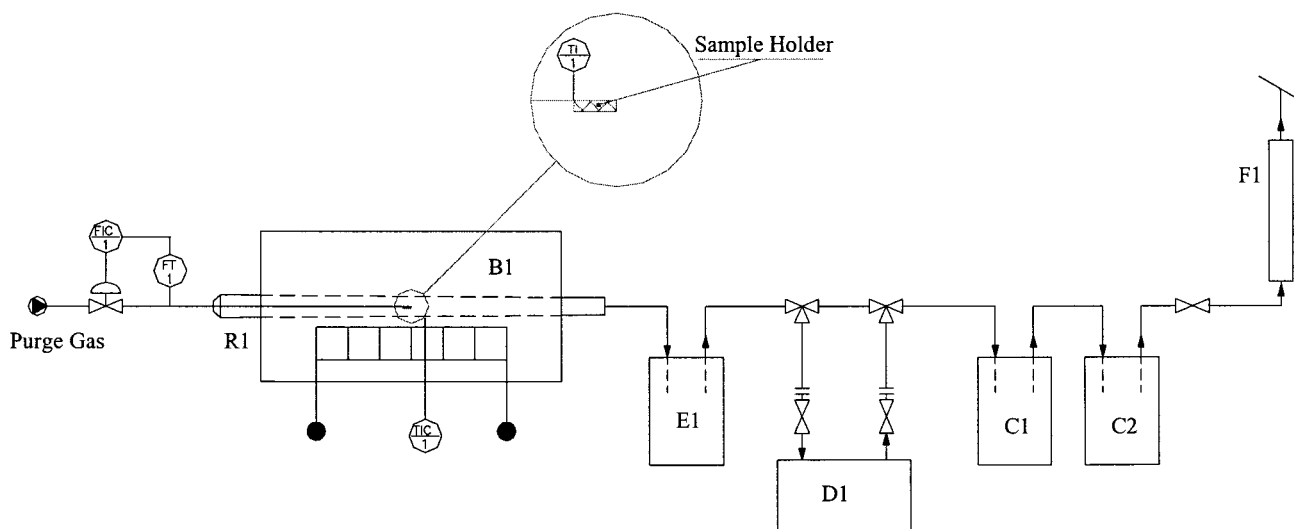 TI
1
Sample Holder
F1
FIC
1
FT
1
B1
Purge Gas
R1
TIC
1
E1
D1
C1
C2